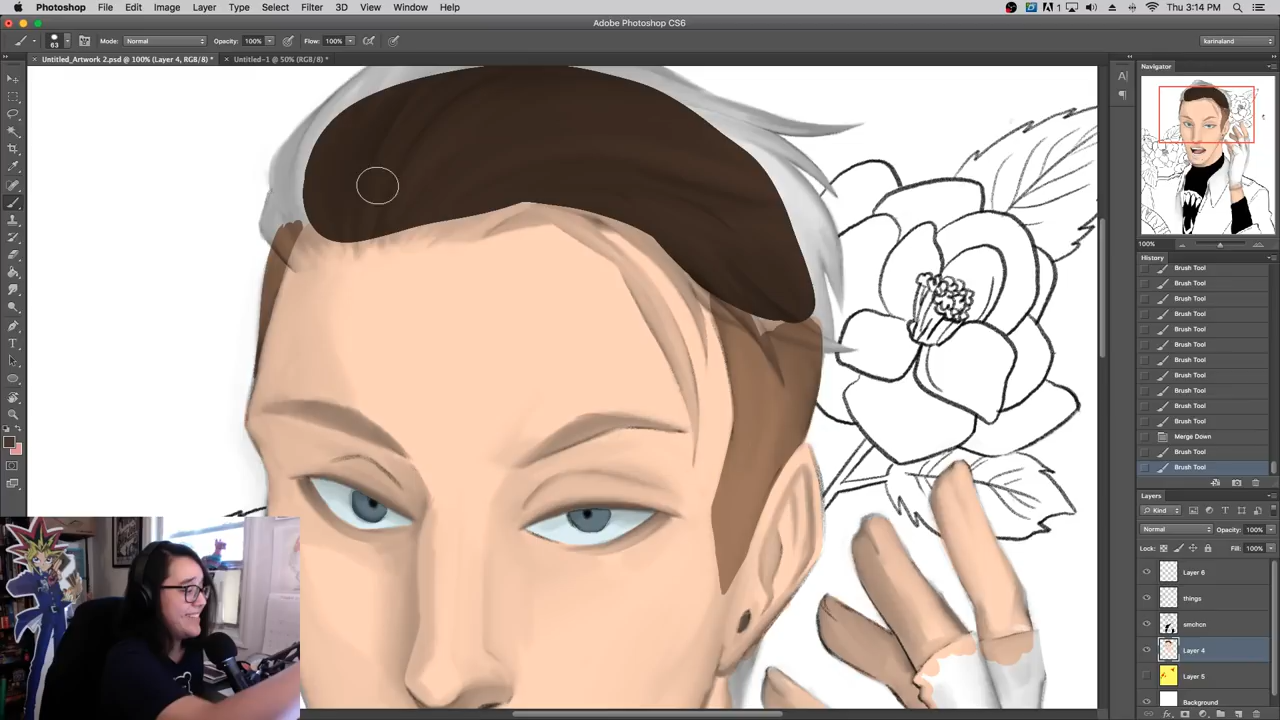 Photoshop File Edit Image Layer Type Select Filter 3D View Window Help
1 Thu 3:14 PM
Adobe Photoshop CS6
63 Mode: Normal Opacity: 100% Flow: 100% karinaland
Untitled_Artwork 2.psd @ 100% (Layer 4, RGB/8) * Untitled-1 @ 50% (RGB/8) *
Navigator
100%
History
Brush Tool
Brush Tool
Brush Tool
Brush Tool
Brush Tool
Brush Tool
Brush Tool
Brush Tool
Brush Tool
Brush Tool
Brush Tool
Merge Down
Brush Tool
Brush Tool
Layers
Kind
Normal Opacity: 100%
Lock: Fill: 100%
Layer 6
things
smchcn
Layer 4
Layer 5
Background